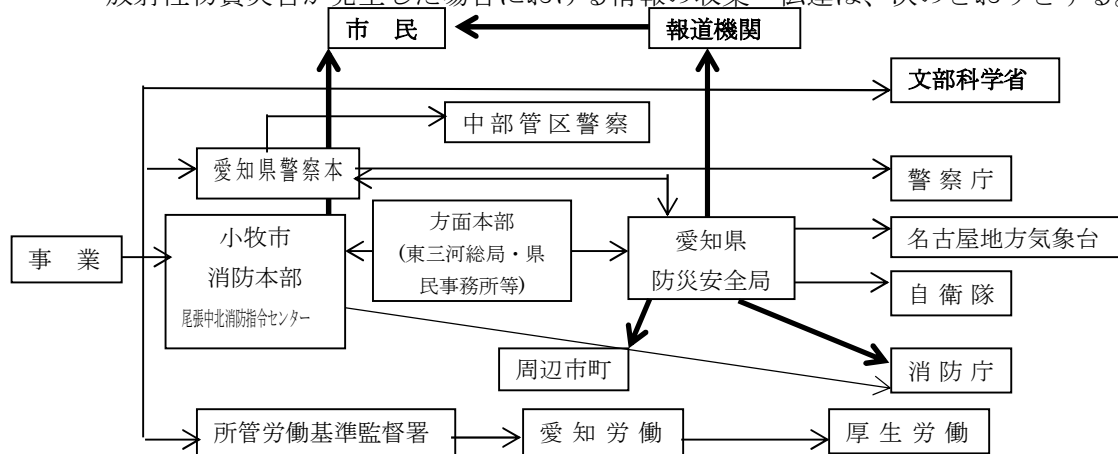 放射性物質災害が発生した場合における情報の収集・伝達は、次のとおりとする。
市　民
報道機関
文部科学省
中部管区警察
愛知県警察本
警察庁
小牧市
消防本部
尾張中北消防指令センター
方面本部
(東三河総局・県
民事務所等)
愛知県
防災安全局
名古屋地方気象台
事　業
自衛隊
周辺市町
消防庁
所管労働基準監督署
愛知労働
厚生労働